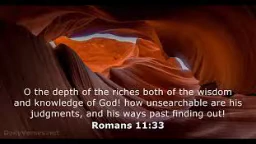 O the depth of the riches both of the wisdom
and knowledge of God! how unsearchable are his
judgments, and his ways past finding out!
Romans 11:33